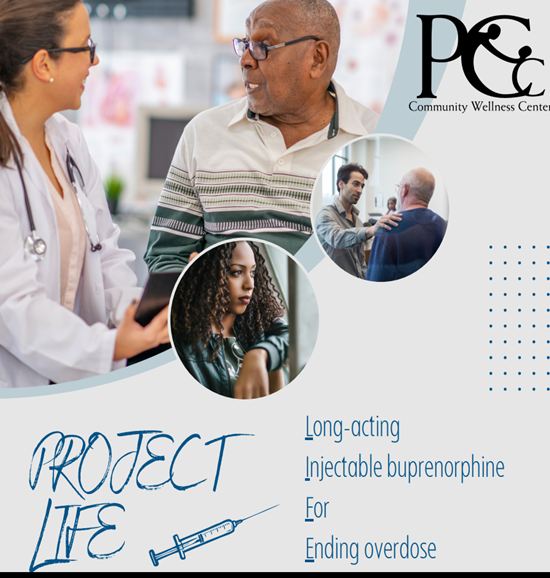 PCC
Community Wellness Center
PROJECT
LIFE
Long-acting
Injectable buprenorphine
For
Ending overdose